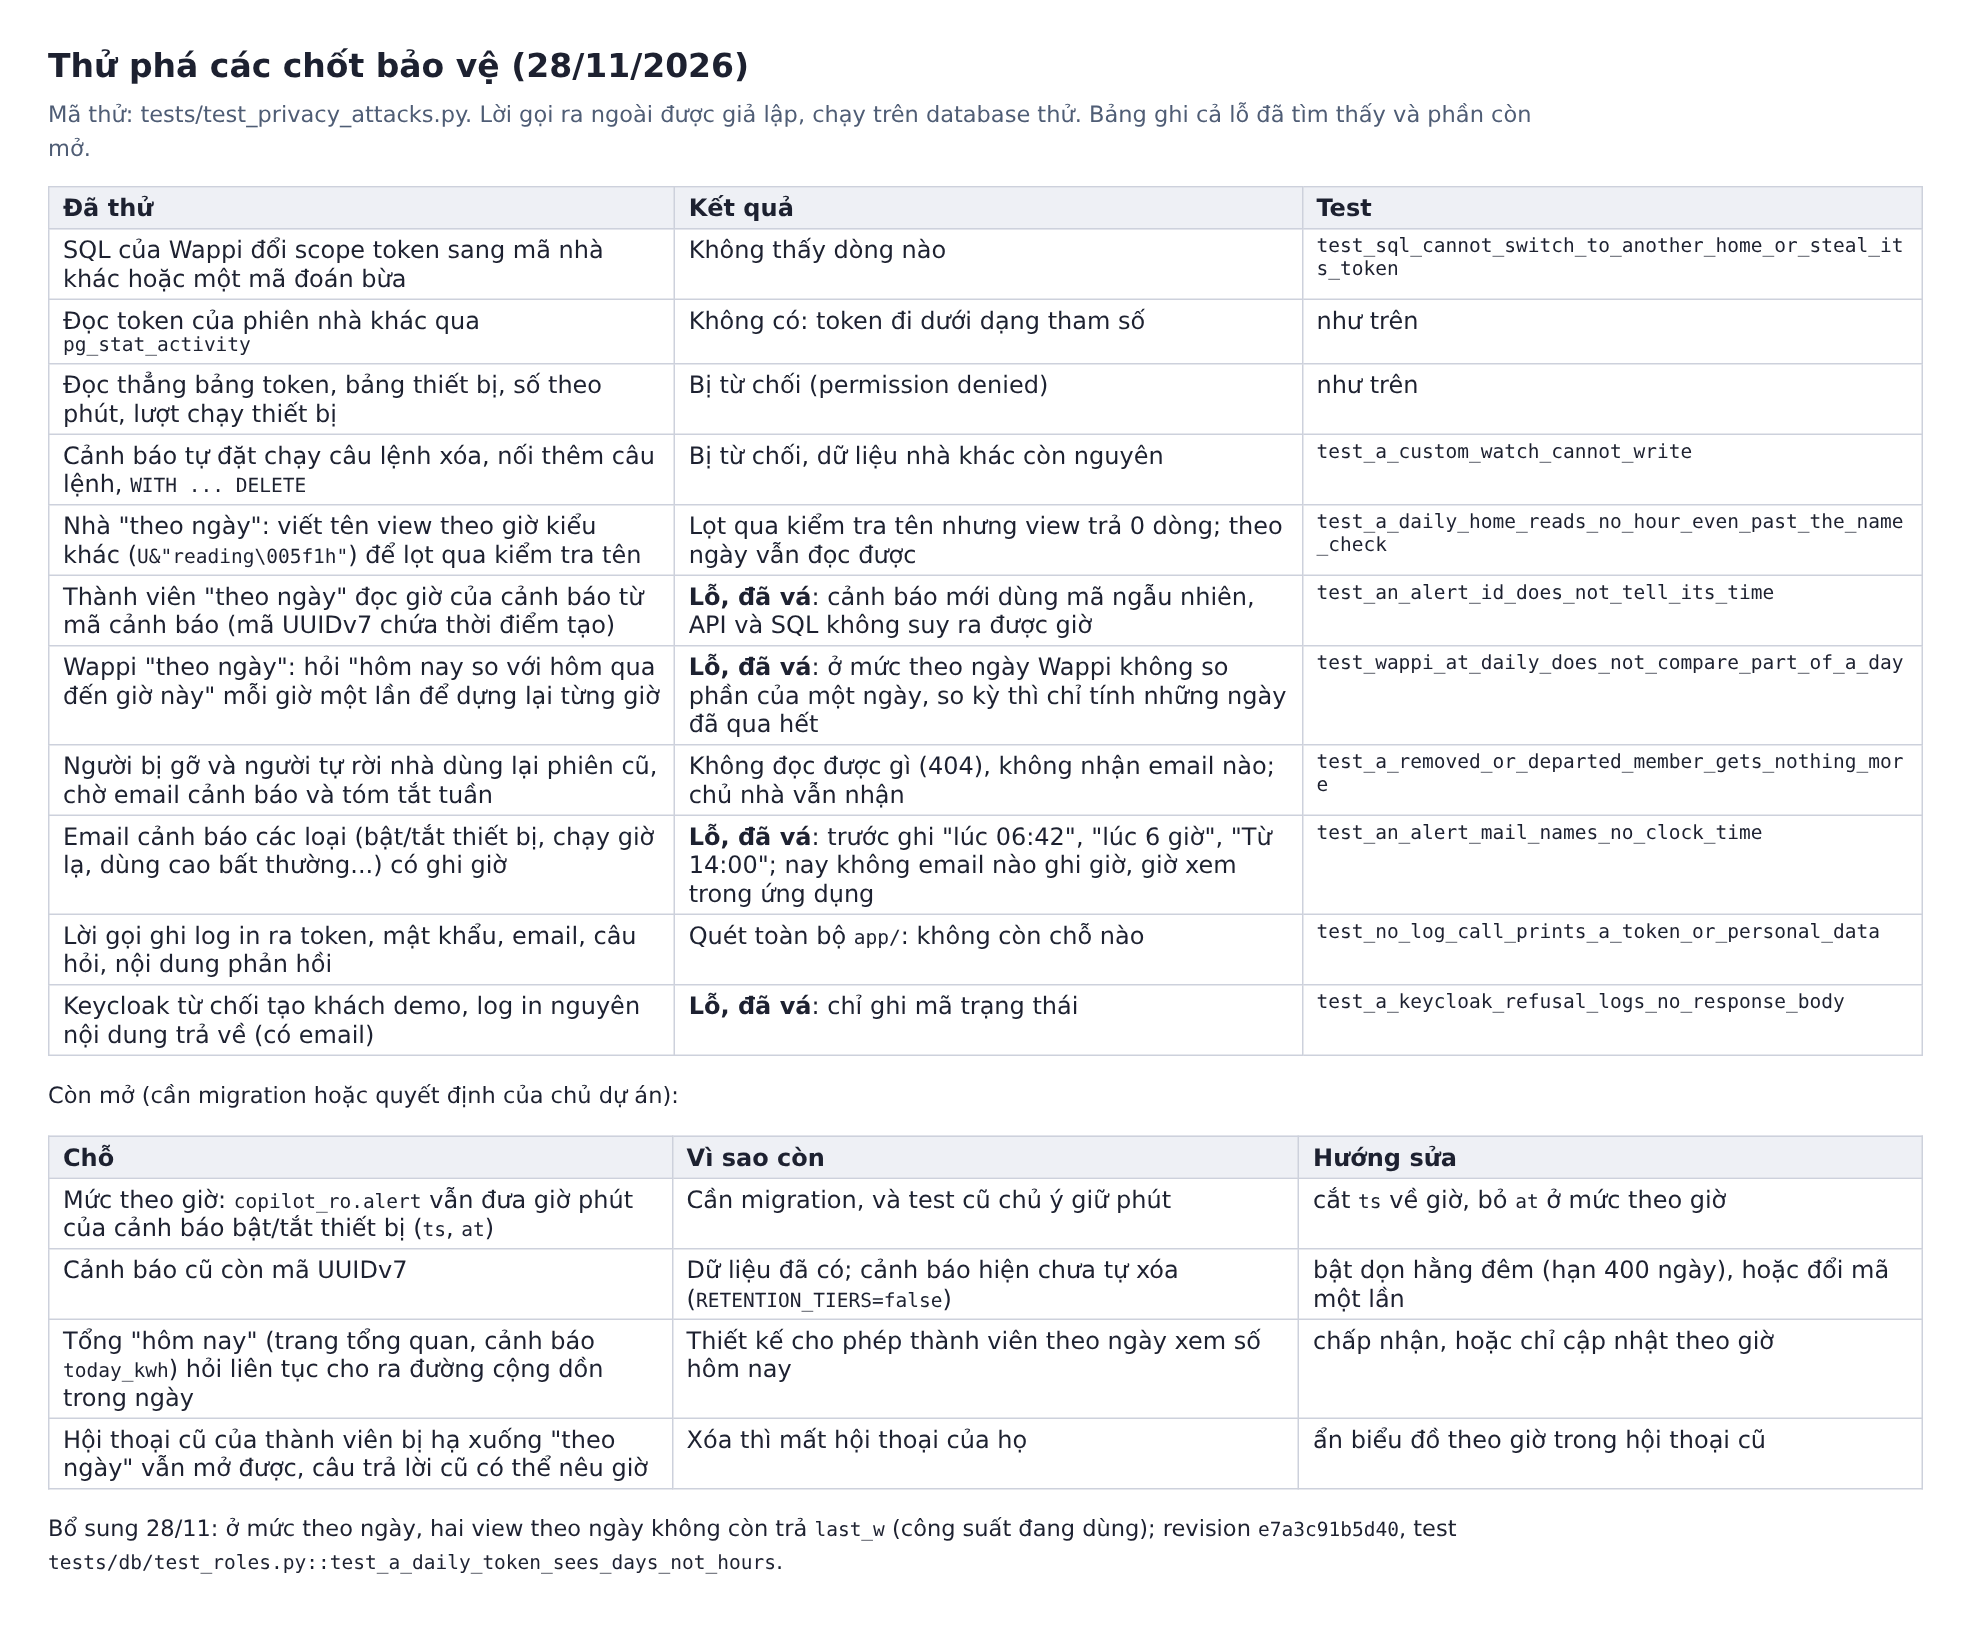 Thử phá các chốt bảo vệ (28/11/2026)
Mã thử: tests/test_privacy_attacks.py. Lời gọi ra ngoài được giả lập, chạy trên database thử. Bảng ghi cả lỗ đã tìm thấy và phần còn
mở.
Đã thử
Kết quả
Test
SQL của Wappi đổi scope token sang mã nhà
khác hoặc một mã đoán bừa
Không thấy dòng nào
test_sql_cannot_switch_to_another_home_or_steal_it
s_token
Đọc token của phiên nhà khác qua
pg_stat_activity
Không có: token đi dưới dạng tham số
như trên
Đọc thẳng bảng token, bảng thiết bị, số theo
phút, lượt chạy thiết bị
Bị từ chối (permission denied)
như trên
Cảnh báo tự đặt chạy câu lệnh xóa, nối thêm câu
lệnh, WITH ... DELETE
Bị từ chối, dữ liệu nhà khác còn nguyên
test_a_custom_watch_cannot_write
Nhà "theo ngày": viết tên view theo giờ kiểu
khác (U&"reading\005f1h") để lọt qua kiểm tra tên
Lọt qua kiểm tra tên nhưng view trả 0 dòng; theo
ngày vẫn đọc được
test_a_daily_home_reads_no_hour_even_past_the_name
_check
Thành viên "theo ngày" đọc giờ của cảnh báo từ
mã cảnh báo (mã UUIDv7 chứa thời điểm tạo)
Lỗ, đã vá: cảnh báo mới dùng mã ngẫu nhiên,
API và SQL không suy ra được giờ
test_an_alert_id_does_not_tell_its_time
Wappi "theo ngày": hỏi "hôm nay so với hôm qua
đến giờ này" mỗi giờ một lần để dựng lại từng giờ
Lỗ, đã vá: ở mức theo ngày Wappi không so
phần của một ngày, so kỳ thì chỉ tính những ngày
đã qua hết
test_wappi_at_daily_does_not_compare_part_of_a_day
Người bị gỡ và người tự rời nhà dùng lại phiên cũ,
chờ email cảnh báo và tóm tắt tuần
Không đọc được gì (404), không nhận email nào;
chủ nhà vẫn nhận
test_a_removed_or_departed_member_gets_nothing_mor
e
Email cảnh báo các loại (bật/tắt thiết bị, chạy giờ
lạ, dùng cao bất thường...) có ghi giờ
Lỗ, đã vá: trước ghi "lúc 06:42", "lúc 6 giờ", "Từ
14:00"; nay không email nào ghi giờ, giờ xem
trong ứng dụng
test_an_alert_mail_names_no_clock_time
Lời gọi ghi log in ra token, mật khẩu, email, câu
hỏi, nội dung phản hồi
Quét toàn bộ app/: không còn chỗ nào
test_no_log_call_prints_a_token_or_personal_data
Keycloak từ chối tạo khách demo, log in nguyên
nội dung trả về (có email)
Lỗ, đã vá: chỉ ghi mã trạng thái
test_a_keycloak_refusal_logs_no_response_body
Còn mở (cần migration hoặc quyết định của chủ dự án):
Chỗ
Vì sao còn
Hướng sửa
Mức theo giờ: copilot_ro.alert vẫn đưa giờ phút
của cảnh báo bật/tắt thiết bị (ts, at)
Cần migration, và test cũ chủ ý giữ phút
cắt ts về giờ, bỏ at ở mức theo giờ
Cảnh báo cũ còn mã UUIDv7
Dữ liệu đã có; cảnh báo hiện chưa tự xóa
(RETENTION_TIERS=false)
bật dọn hằng đêm (hạn 400 ngày), hoặc đổi mã
một lần
Tổng "hôm nay" (trang tổng quan, cảnh báo
today_kwh) hỏi liên tục cho ra đường cộng dồn
trong ngày
Thiết kế cho phép thành viên theo ngày xem số
hôm nay
chấp nhận, hoặc chỉ cập nhật theo giờ
Hội thoại cũ của thành viên bị hạ xuống "theo
ngày" vẫn mở được, câu trả lời cũ có thể nêu giờ
Xóa thì mất hội thoại của họ
ẩn biểu đồ theo giờ trong hội thoại cũ
Bổ sung 28/11: ở mức theo ngày, hai view theo ngày không còn trả last_w (công suất đang dùng); revision e7a3c91b5d40, test
tests/db/test_roles.py::test_a_daily_token_sees_days_not_hours.